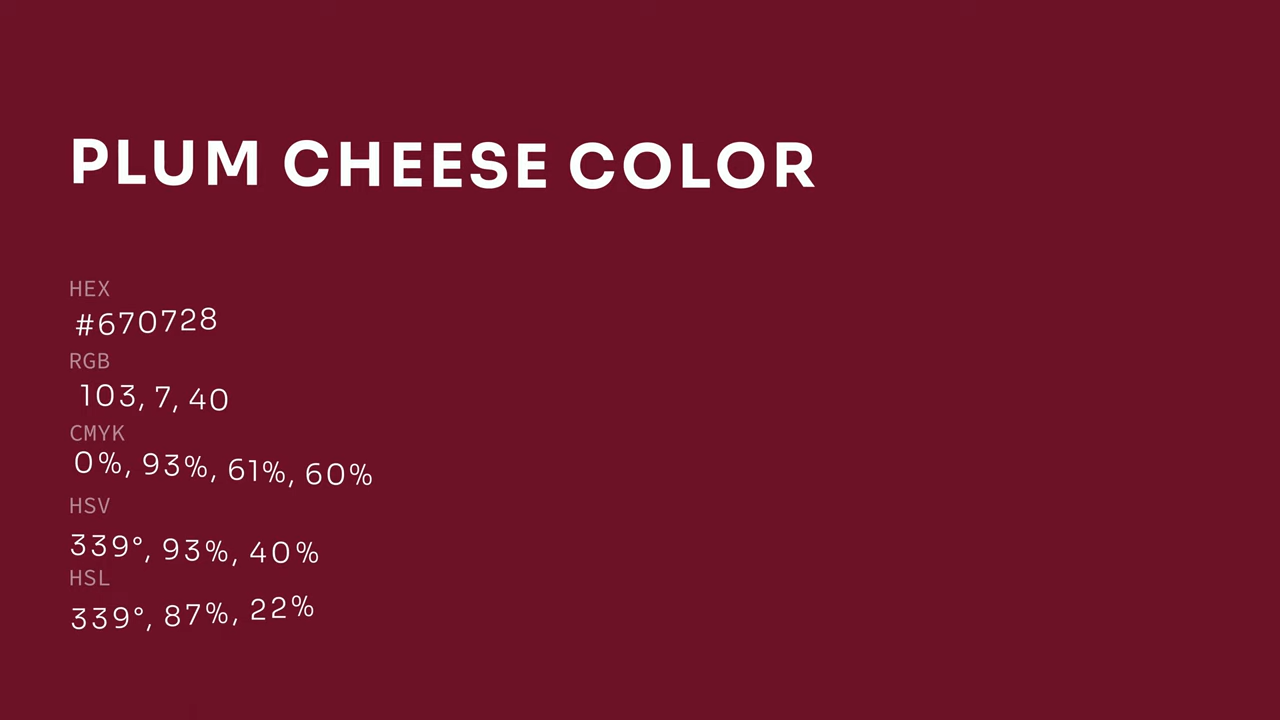 PLUM CHEESE COLOR
HEX
#670728
RGB
103, 7, 40
CMYK
0%, 93%, 61%, 60%
HSV
339°, 93%, 40%
HSL
339°, 87%, 22%